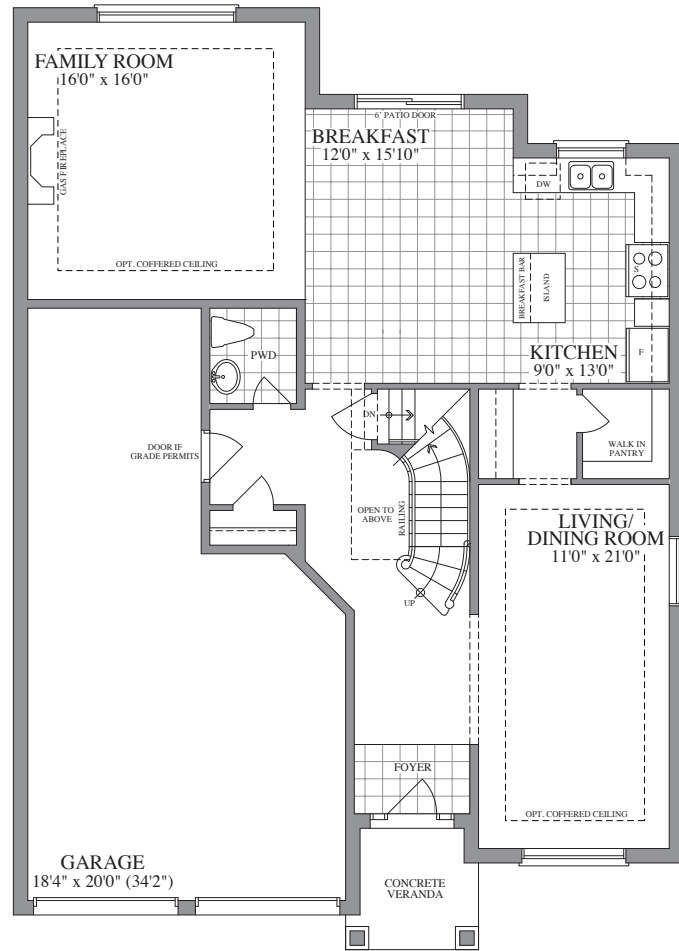 FAMILY ROOM
16'0" x 16'0"
GAS FIREPLACE
OPT. COFFERED CEILING
6' PATIO DOOR
BREAKFAST
12'0" x 15'10"
DW
BREAKFAST BAR
ISLAND
S
F
KITCHEN
9'0" x 13'0"
PWD
DN
DOOR IF
GRADE PERMITS
WALK IN
PANTRY
OPEN TO
ABOVE
RAILING
UP
LIVING/
DINING ROOM
11'0" x 21'0"
OPT. COFFERED CEILING
FOYER
GARAGE
18'4" x 20'0" (34'2")
CONCRETE
VERANDA